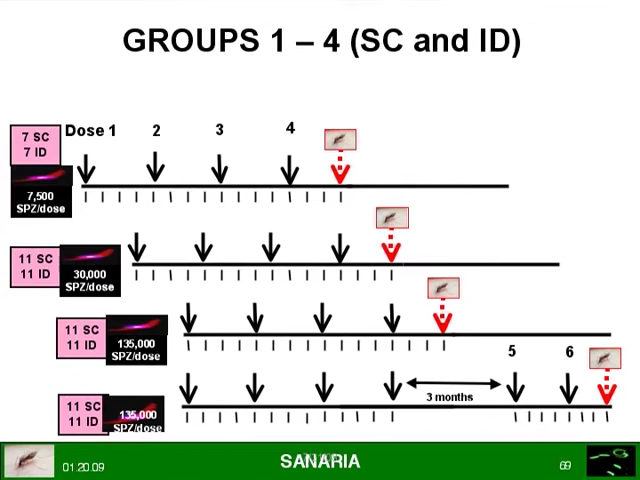 GROUPS 1 – 4 (SC and ID)
7 SC
7 ID
Dose 1 2 3 4
7,500
SPZ/dose
11 SC
11 ID
30,000
SPZ/dose
11 SC
11 ID
135,000
SPZ/dose
5 6
11 SC
11 ID
135,000
SPZ/dose
3 months
01.20.09
SANARIA
69